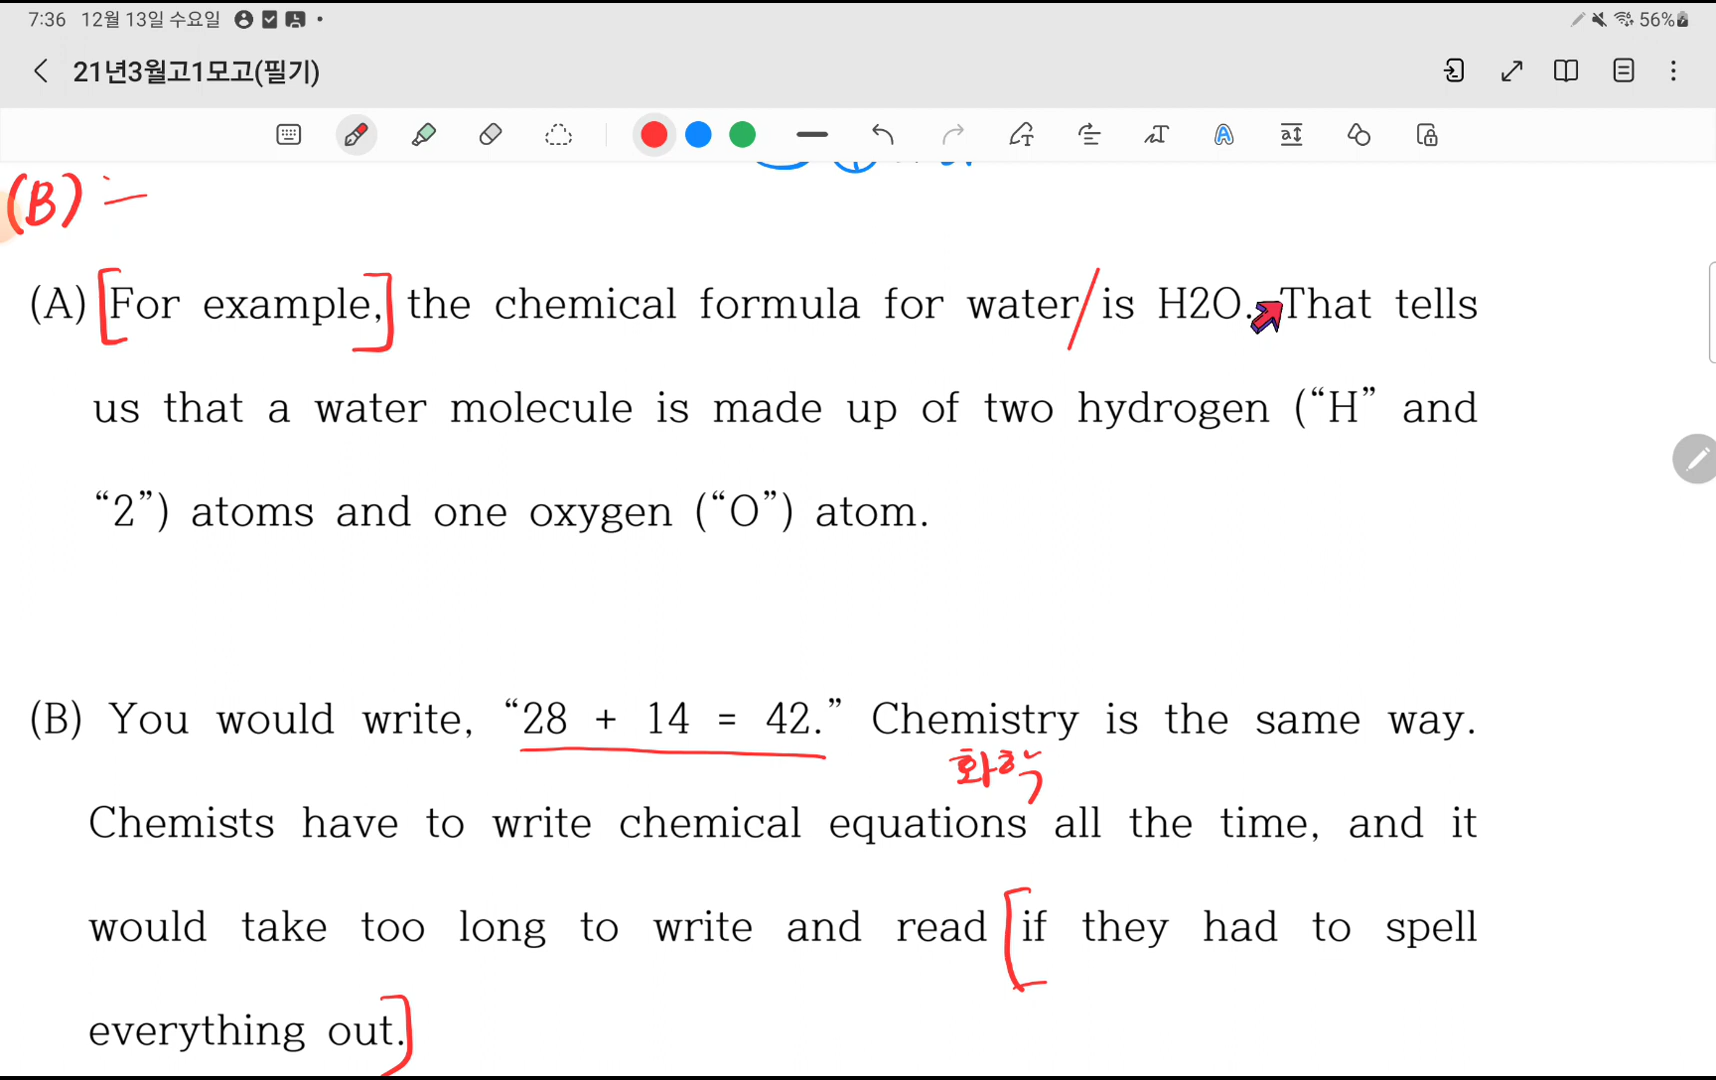 7:36 12월 13일 수요일
56%
21년3월고1모고(필기)
(B) :-
(A) [For example,] the chemical formula for water/is H2O. That tells
us that a water molecule is made up of two hydrogen (“H” and
“2”) atoms and one oxygen (“O”) atom.
(B) You would write, “28 + 14 = 42.” Chemistry is the same way.
화학
Chemists have to write chemical equations all the time, and it
would take too long to write and read [if they had to spell
everything out.]